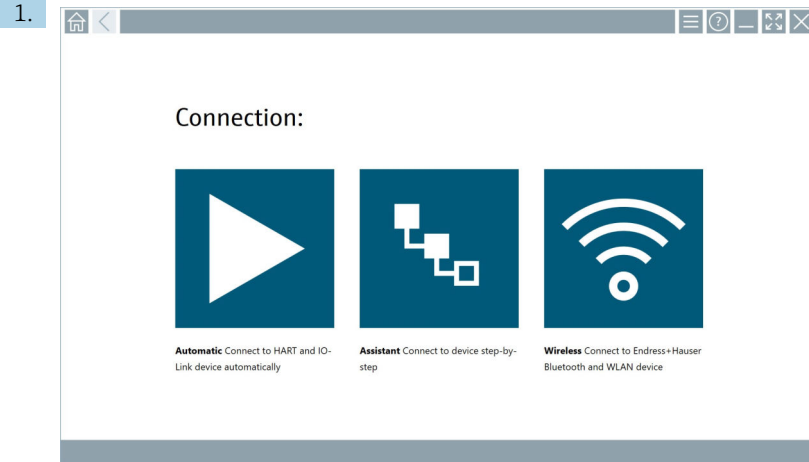 1.
Connection:
Automatic Connect to HART and IO-
Link device automatically
Assistant Connect to device step-by-
step
Wireless Connect to Endress+Hauser
Bluetooth and WLAN device